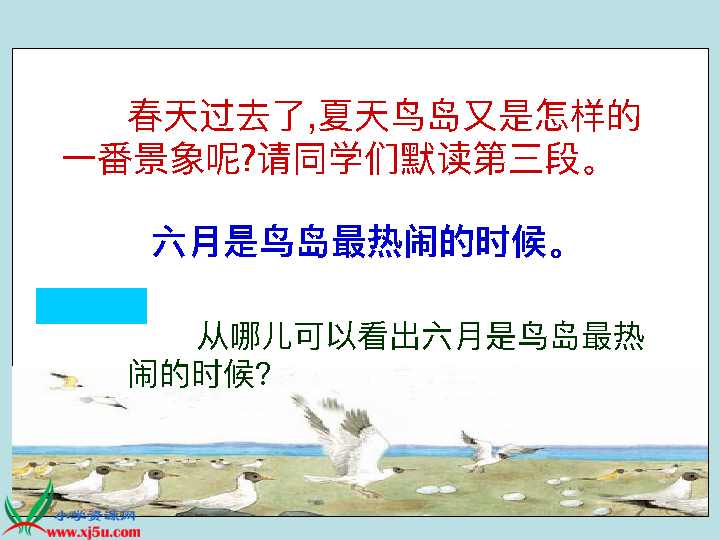 春天过去了,夏天鸟岛又是怎样的
一番景象呢?请同学们默读第三段。
六月是鸟岛最热闹的时候。
从哪儿可以看出六月是鸟岛最热
闹的时候?
小学资源网
www.xj5u.com